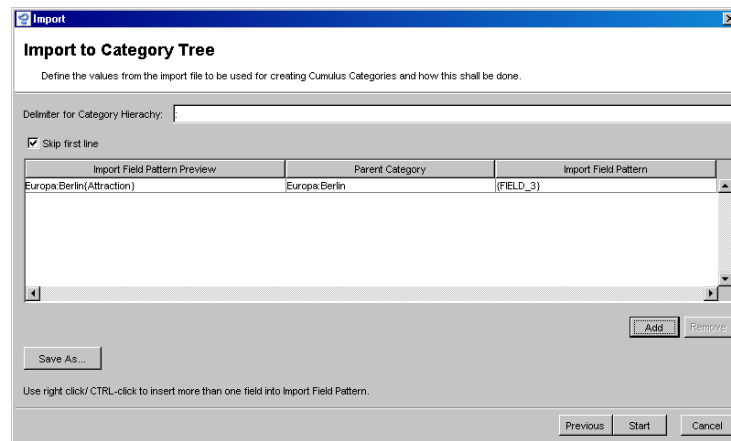 Import
Import to Category Tree
Define the values from the import file to be used for creating Cumulus Categories and how this shall be done.
Delimiter for Category Hierachy: :
Skip first line
Import Field Pattern Preview Parent Category Import Field Pattern
Europa:Berlin{Attraction} Europa:Berlin {FIELD_3}
Add Remove
Save As...
Use right click/ CTRL-click to insert more than one field into Import Field Pattern.
Previous Start Cancel